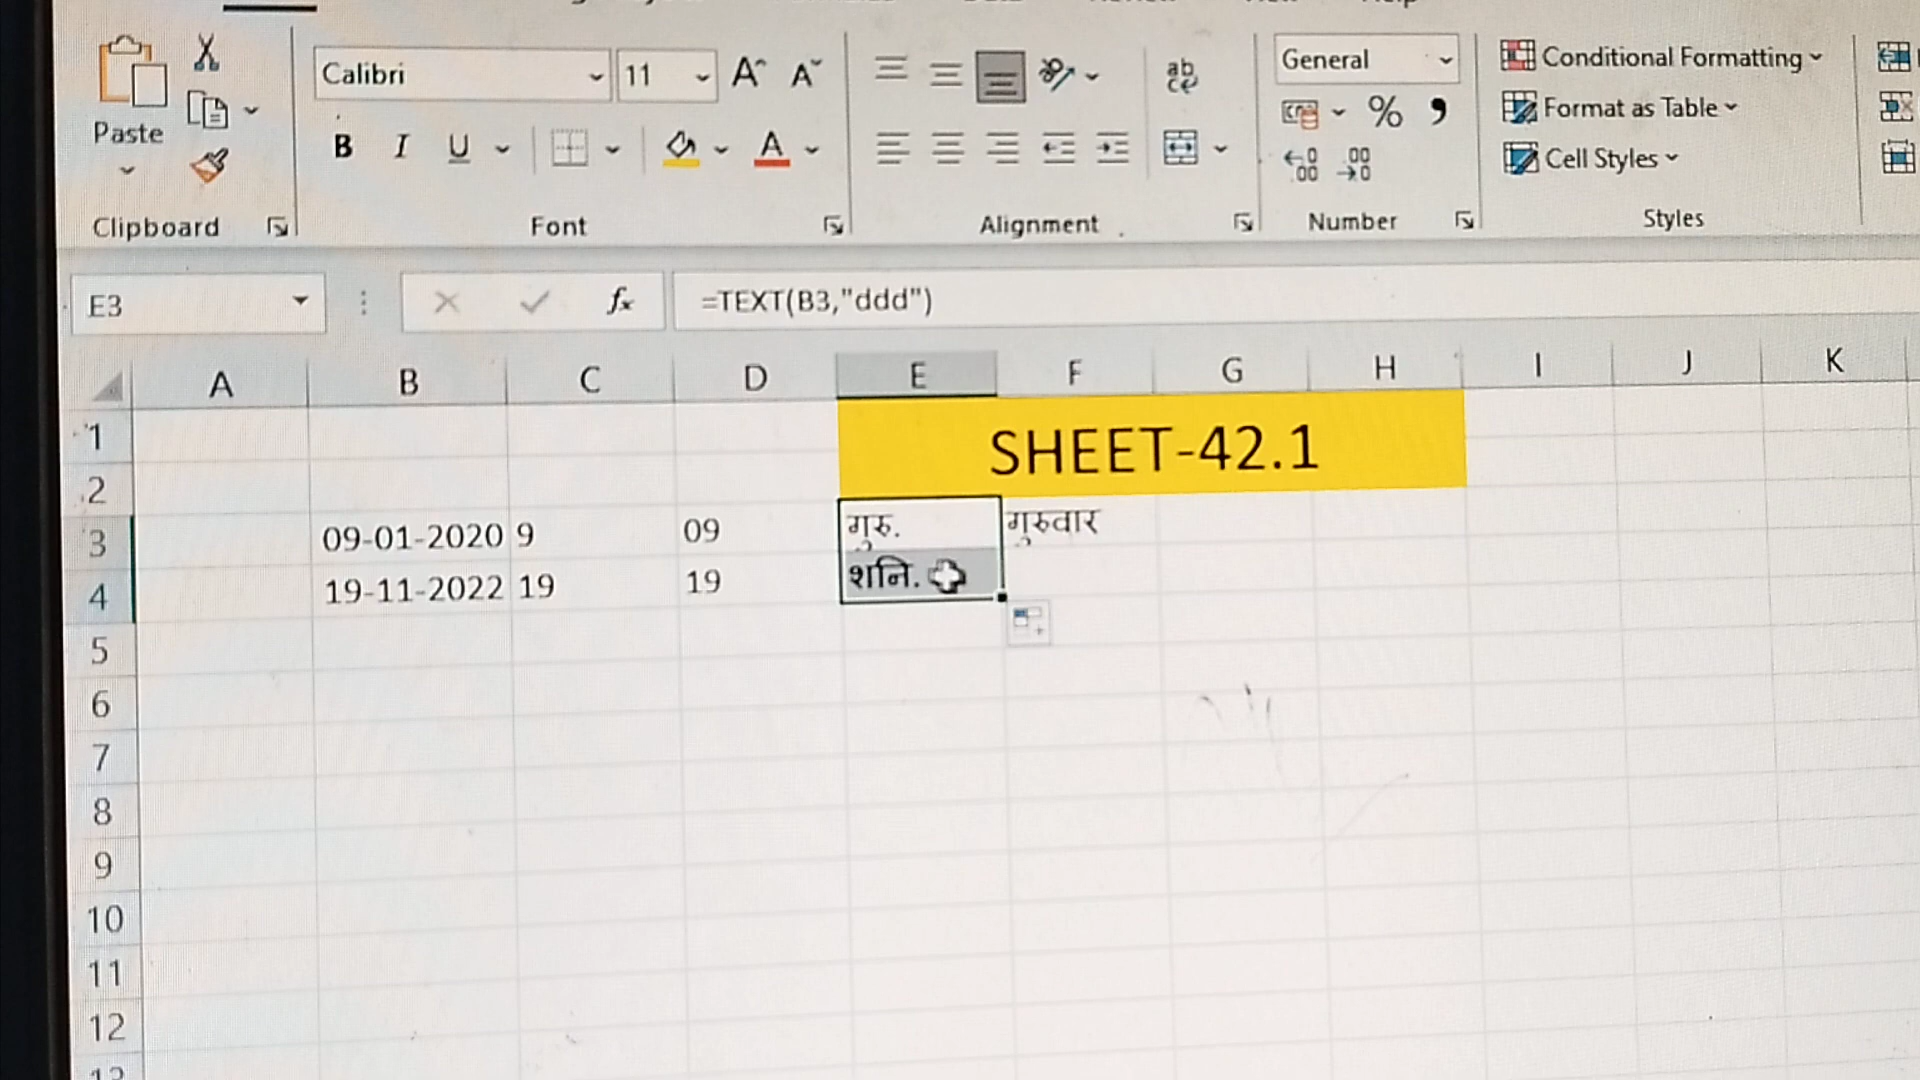 Calibri 11 General Conditional Formatting
Paste B I U % Format as Table
Cell Styles
Clipboard Font Alignment Number Styles
E3 fx =TEXT(B3,"ddd")
A B C D E F G H I J K
1 SHEET-42.1
2
3 09-01-2020 9 09 गुरु. गुरुवार
4 19-11-2022 19 19 शनि.
5
6
7
8
9
10
11
12